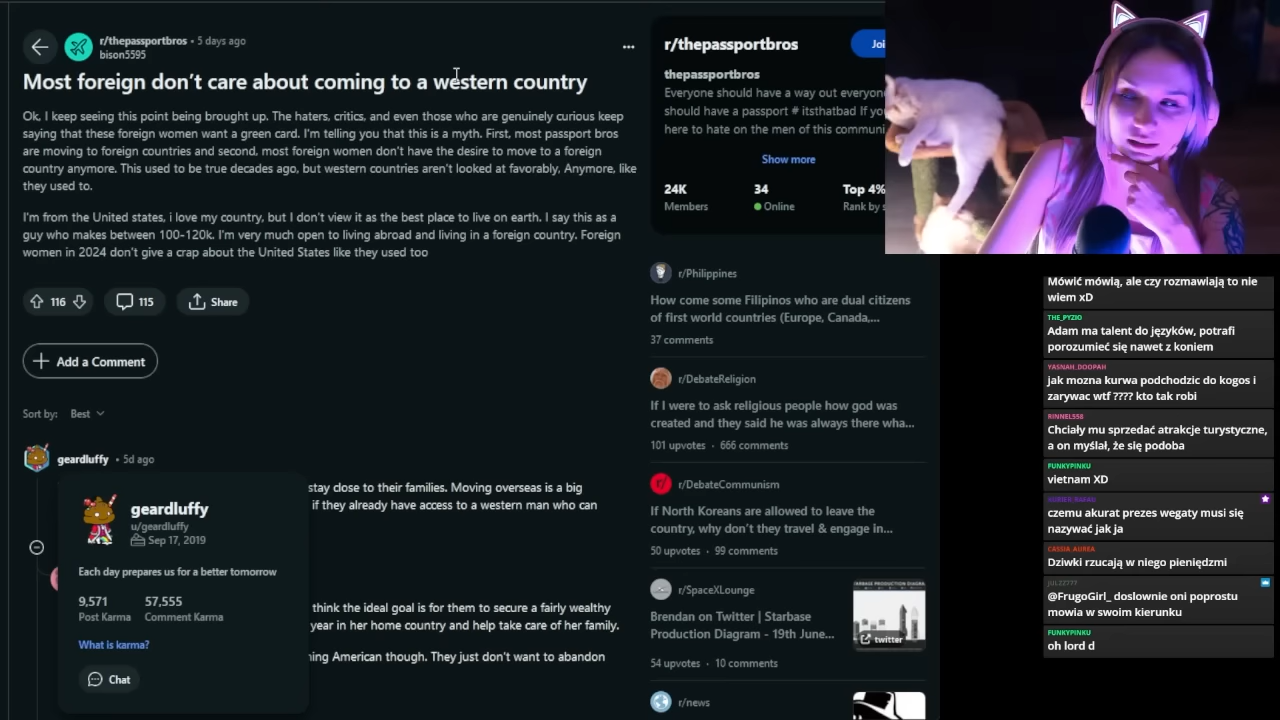 r/thepassportbros • 5 days ago
bison5595
Most foreign don’t care about coming to a western country
Ok, I keep seeing this point being brought up. The haters, critics, and even those who are genuinely curious keep
saying that these foreign women want a green card. I'm telling you that this is a myth. First, most passport bros
are moving to foreign countries and second, most foreign women don’t have the desire to move to a foreign
country anymore. This used to be true decades ago, but western countries aren’t looked at favorably, Anymore, like
they used to.
I'm from the United states, i love my country, but I don't view it as the best place to live on earth. I say this as a
guy who makes between 100-120k. I'm very much open to living abroad and living in a foreign country. Foreign
women in 2024 don't give a crap about the United States like they used too
116
115
Share
Add a Comment
Sort by: Best
geardluffy • 5d ago
stay close to their families. Moving overseas is a big
if they already have access to a western man who can
geardluffy
u/geardluffy
Sep 17, 2019
Each day prepares us for a better tomorrow
9,571 57,555
Post Karma Comment Karma
What is karma?
Chat
think the ideal goal is for them to secure a fairly wealthy
year in her home country and help take care of her family.
ing American though. They just don't want to abandon
r/thepassportbros
Joi
thepassportbros
Everyone should have a way out everyon
should have a passport # itsthatbad If you
here to hate on the men of this communi
Show more
24K 34 Top 4%
Members Online Rank by s
r/Philippines
How come some Filipinos who are dual citizens
of first world countries (Europe, Canada,...
37 comments
r/DebateReligion
If I were to ask religious people how god was
created and they said he was always there wha...
101 upvotes • 666 comments
r/DebateCommunism
If North Koreans are allowed to leave the
country, why don’t they travel & engage in...
50 upvotes • 99 comments
r/SpaceXLounge
Brendan on Twitter | Starbase
Production Diagram - 19th June...
twitter
54 upvotes • 10 comments
r/news
Mówić mówią, ale czy rozmawiają to nie
wiem xD
THE_PYZIO
Adam ma talent do języków, potrafi
porozumieć się nawet z koniem
YASNAH_DOOPAH
jak mozna kurwa podchodzic do kogos i
zarywac wtf ???? kto tak robi
RINNEL558
Chciały mu sprzedać atrakcje turystyczne,
a on myślał, że się podoba
FUNKYPINKU
vietnam XD
czemu akurat prezes wegaty musi się
nazywać jak ja
CASSIA-AUREA
Dziwki rzucają w niego pieniędzmi
JULZZ777
@FrugoGirl_ doslownie oni poprostu
mowia w swoim kierunku
FUNKYPINKU
oh lord d